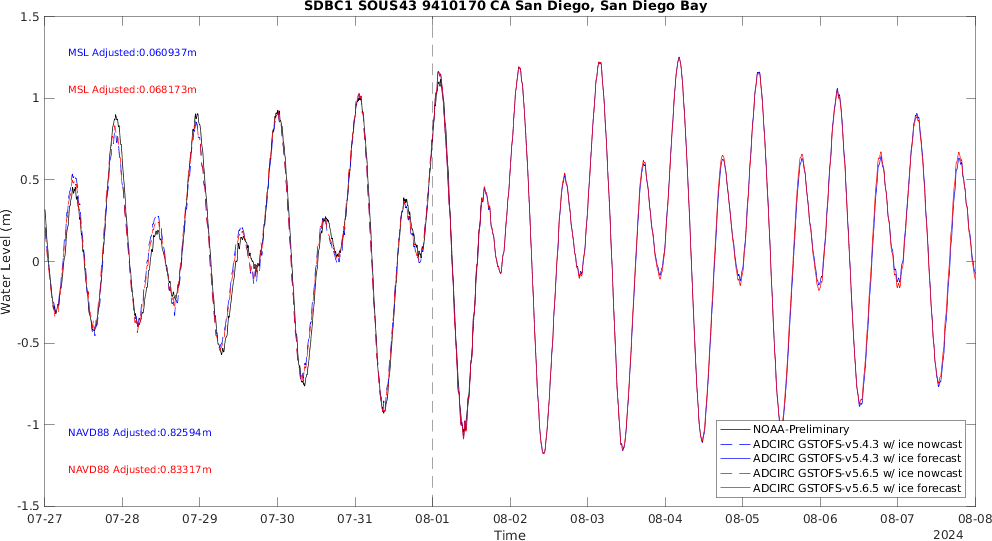 SDBC1 SOUS43 9410170 CA San Diego, San Diego Bay
1.5
MSL Adjusted:0.060937m
MSL Adjusted:0.068173m
1
0.5
0
-0.5
-1
-1.5
Water Level (m)
NAVD88 Adjusted:0.82594m
NAVD88 Adjusted:0.83317m
NOAA-Preliminary
ADCIRC GSTOFS-v5.4.3 w/ ice nowcast
ADCIRC GSTOFS-v5.4.3 w/ ice forecast
ADCIRC GSTOFS-v5.6.5 w/ ice nowcast
ADCIRC GSTOFS-v5.6.5 w/ ice forecast
07-27 07-28 07-29 07-30 07-31 08-01 08-02 08-03 08-04 08-05 08-06 08-07 08-08
Time
2024